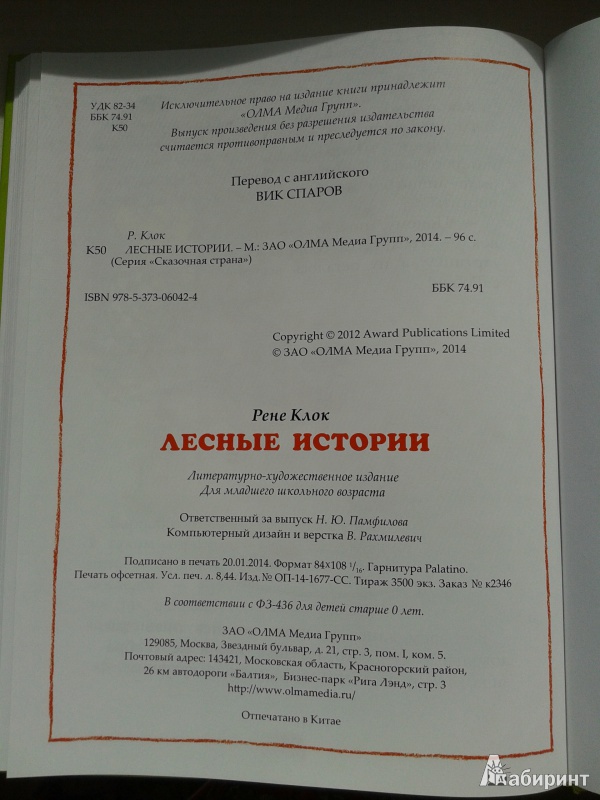 УДК 82-34
ББК 74.91
К50
Исключительное право на издание книги принадлежит
«ОЛМА Медиа Групп».
Выпуск произведения без разрешения издательства
считается противоправным и преследуется по закону.
Перевод с английского
ВИК СПАРОВ
Р. Клок
К50 ЛЕСНЫЕ ИСТОРИИ. – М.: ЗАО «ОЛМА Медиа Групп», 2014. – 96 с.
(Серия «Сказочная страна»)
ББК 74.91
ISBN 978-5-373-06042-4
Copyright © 2012 Award Publications Limited
© ЗАО «ОЛМА Медиа Групп», 2014
Рене Клок
ЛЕСНЫЕ ИСТОРИИ
Литературно-художественное издание
Для младшего школьного возраста
Ответственный за выпуск Н. Ю. Памфилова
Компьютерный дизайн и верстка В. Рахмилевич
Подписано в печать 20.01.2014. Формат 84×108 1/16. Гарнитура Palatino.
Печать офсетная. Усл. печ. л. 8,44. Изд.№ ОП-14-1677-СС. Тираж 3500 экз. Заказ № к2346
В соответствии с ФЗ-436 для детей старше 0 лет.
ЗАО «ОЛМА Медиа Групп»
129085, Москва, Звездный бульвар, д. 21, стр. 3, пом. I, ком. 5.
Почтовый адрес: 143421, Московская область, Красногорский район,
26 км автодороги «Балтия», Бизнес-парк «Рига Лэнд», стр. 3
http://www.olmamedia.ru/
Отпечатано в Китае
Лабиринт